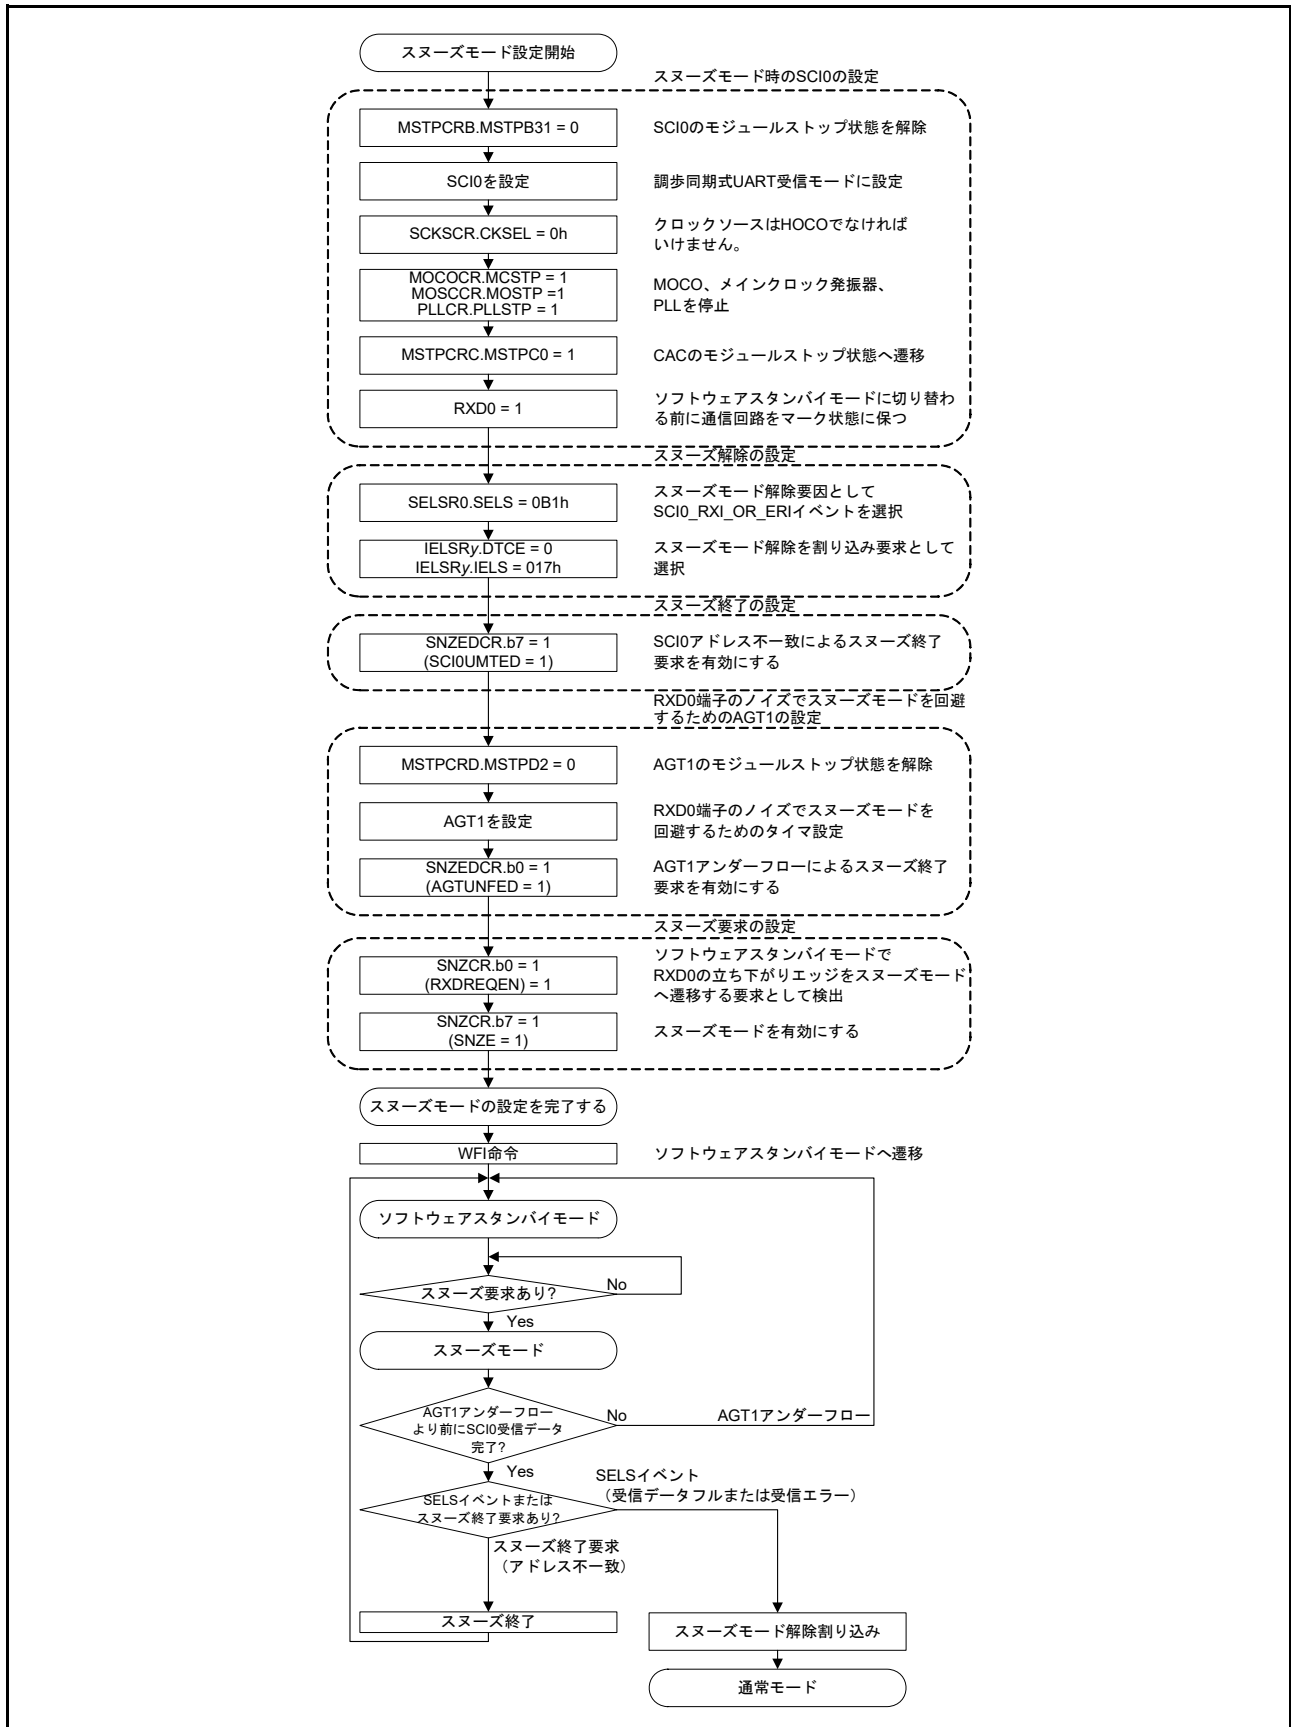 スヌーズモード設定開始
スヌーズモード時のSCI0の設定
MSTPCRB.MSTPB31 = 0
SCI0のモジュールストップ状態を解除
SCI0を設定
調歩同期式UART受信モードに設定
SCKSCR.CKSEL = 0h
クロックソースはHOCOでなければ
いけません。
MOCOCR.MCSTP = 1
MOSCCR.MOSTP =1
PLLCR.PLLSTP = 1
MOCO、メインクロック発振器、
PLLを停止
MSTPCRC.MSTPC0 = 1
CACのモジュールストップ状態へ遷移
RXD0 = 1
ソフトウェアスタンバイモードに切り替わ
る前に通信回路をマーク状態に保つ
スヌーズ解除の設定
SELSR0.SELS = 0B1h
スヌーズモード解除要因として
SCI0_RXI_OR_ERIイベントを選択
IELSRy.DTCE = 0
IELSRy.IELS = 017h
スヌーズモード解除を割り込み要求として
選択
スヌーズ終了の設定
SNZEDCR.b7 = 1
(SCI0UMTED = 1)
SCI0アドレス不一致によるスヌーズ終了
要求を有効にする
RXD0端子のノイズでスヌーズモードを回避
するためのAGT1の設定
MSTPCRD.MSTPD2 = 0
AGT1のモジュールストップ状態を解除
AGT1を設定
RXD0端子のノイズでスヌーズモードを
回避するためのタイマ設定
SNZEDCR.b0 = 1
(AGTUNFED = 1)
AGT1アンダーフローによるスヌーズ終了
要求を有効にする
スヌーズ要求の設定
SNZCR.b0 = 1
(RXDREQEN) = 1
ソフトウェアスタンバイモードで
RXD0の立ち下がりエッジをスヌーズモード
へ遷移する要求として検出
SNZCR.b7 = 1
(SNZE = 1)
スヌーズモードを有効にする
スヌーズモードの設定を完了する
WFI命令
ソフトウェアスタンバイモードへ遷移
ソフトウェアスタンバイモード
スヌーズ要求あり?
No
Yes
スヌーズモード
AGT1アンダーフロー
より前にSCI0受信データ
完了?
No
AGT1アンダーフロー
Yes
SELSイベント
（受信データフルまたは受信エラー）
SELSイベントまたは
スヌーズ終了要求あり?
スヌーズ終了要求
（アドレス不一致）
スヌーズ終了
スヌーズモード解除割り込み
通常モード